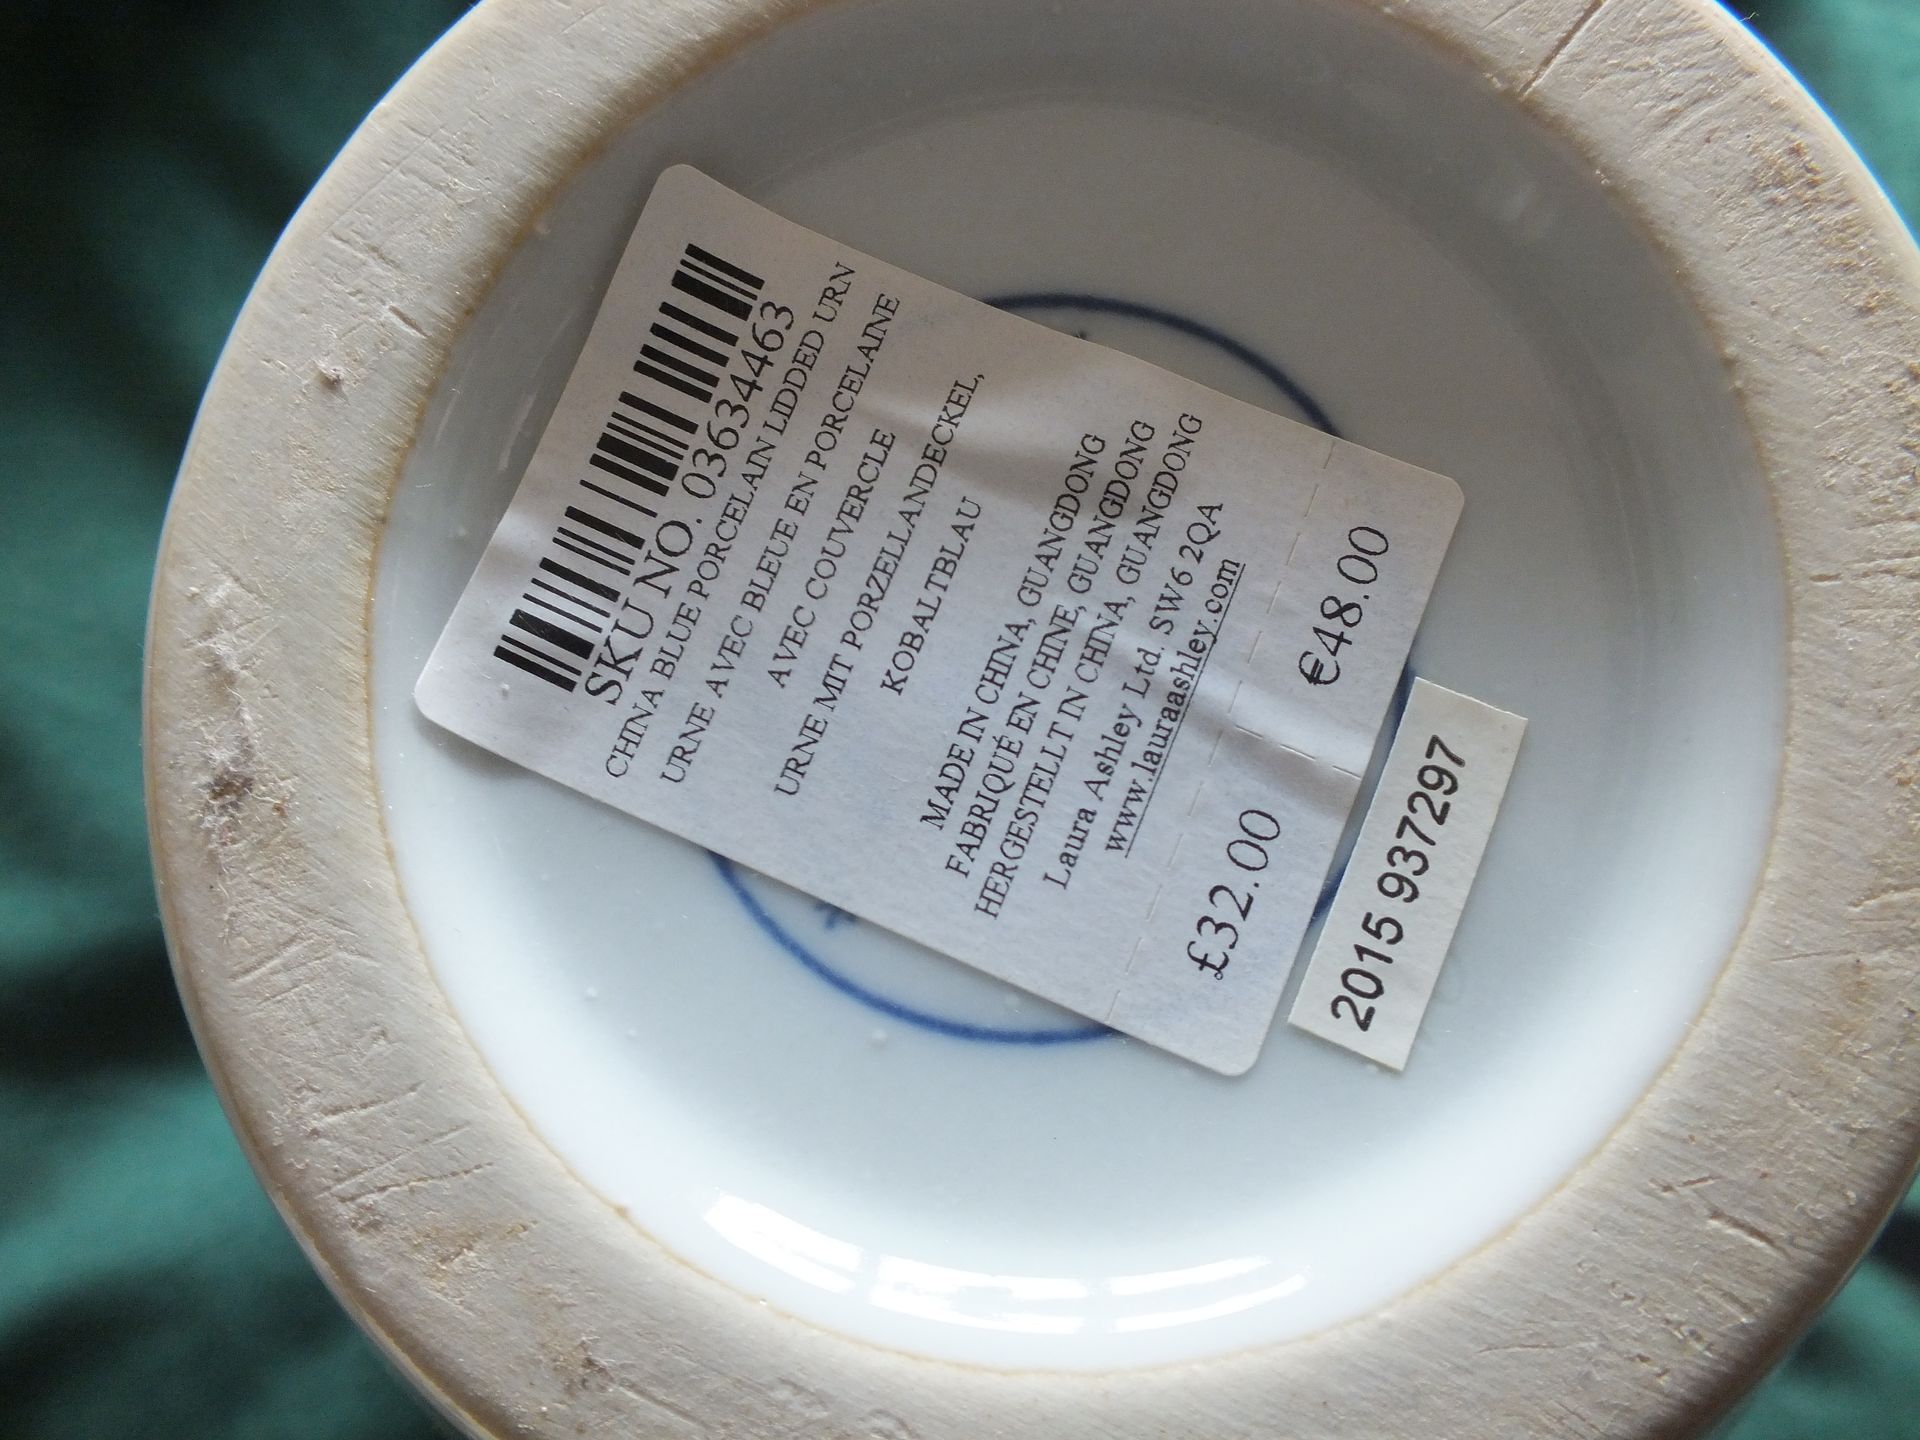 SKU NO. 03634463
CHINA BLUE PORCELAIN LIDDED URN
URNE AVEC BLEUE EN PORCELAINE
AVEC COUVERCLE
URNE MIT PORZELLANDECKEL,
KOBALTBLAU
MADE IN CHINA, GUANGDONG
FABRIQUÉ EN CHINE, GUANGDONG
HERGESTELLT IN CHINA, GUANGDONG
Laura Ashley Ltd. SW6 2QA
www.lauraashley.com
£32.00 €48.00
2015 937297